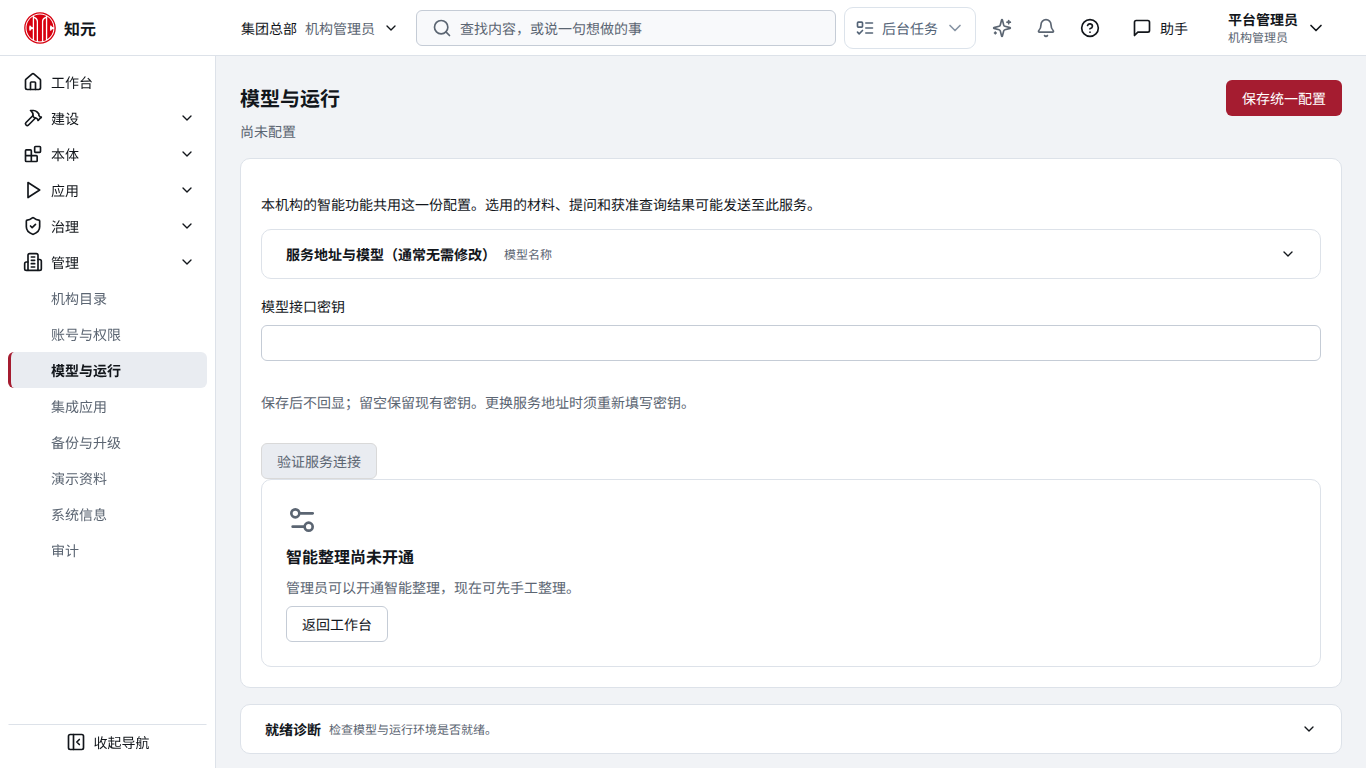 知元
集团总部 机构管理员
查找内容，或说一句想做的事
后台任务
助手
平台管理员
机构管理员
工作台
建设
本体
应用
治理
管理
机构目录
账号与权限
模型与运行
集成应用
备份与升级
演示资料
系统信息
审计
收起导航
模型与运行
尚未配置
保存统一配置
本机构的智能功能共用这一份配置。选用的材料、提问和获准查询结果可能发送至此服务。
服务地址与模型（通常无需修改） 模型名称
模型接口密钥
保存后不回显；留空保留现有密钥。更换服务地址时须重新填写密钥。
验证服务连接
智能整理尚未开通
管理员可以开通智能整理，现在可先手工整理。
返回工作台
就绪诊断 检查模型与运行环境是否就绪。